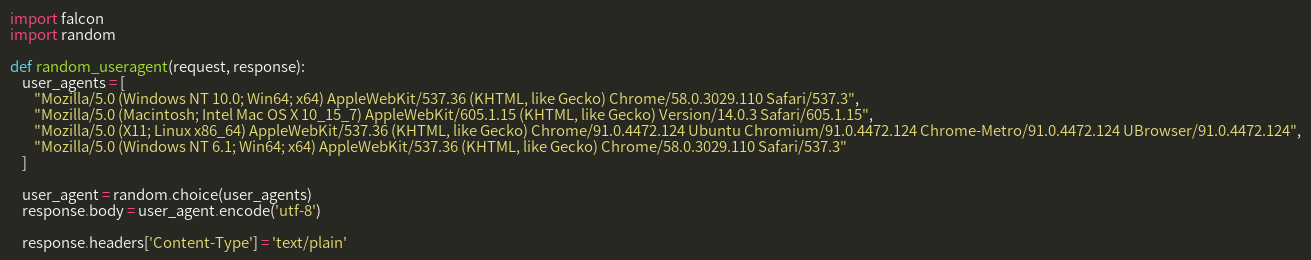 import falcon
import random

def random_useragent(request, response):
    user_agents = [
        "Mozilla/5.0 (Windows NT 10.0; Win64; x64) AppleWebKit/537.36 (KHTML, like Gecko) Chrome/58.0.3029.110 Safari/537.3",
        "Mozilla/5.0 (Macintosh; Intel Mac OS X 10_15_7) AppleWebKit/605.1.15 (KHTML, like Gecko) Version/14.0.3 Safari/605.1.15",
        "Mozilla/5.0 (X11; Linux x86_64) AppleWebKit/537.36 (KHTML, like Gecko) Chrome/91.0.4472.124 Ubuntu Chromium/91.0.4472.124 Chrome-Metro/91.0.4472.124 UBrowser/91.0.4472.124",
        "Mozilla/5.0 (Windows NT 6.1; Win64; x64) AppleWebKit/537.36 (KHTML, like Gecko) Chrome/58.0.3029.110 Safari/537.3"
    ]

    user_agent = random.choice(user_agents)
    response.body = user_agent.encode('utf-8')

    response.headers['Content-Type'] = 'text/plain'